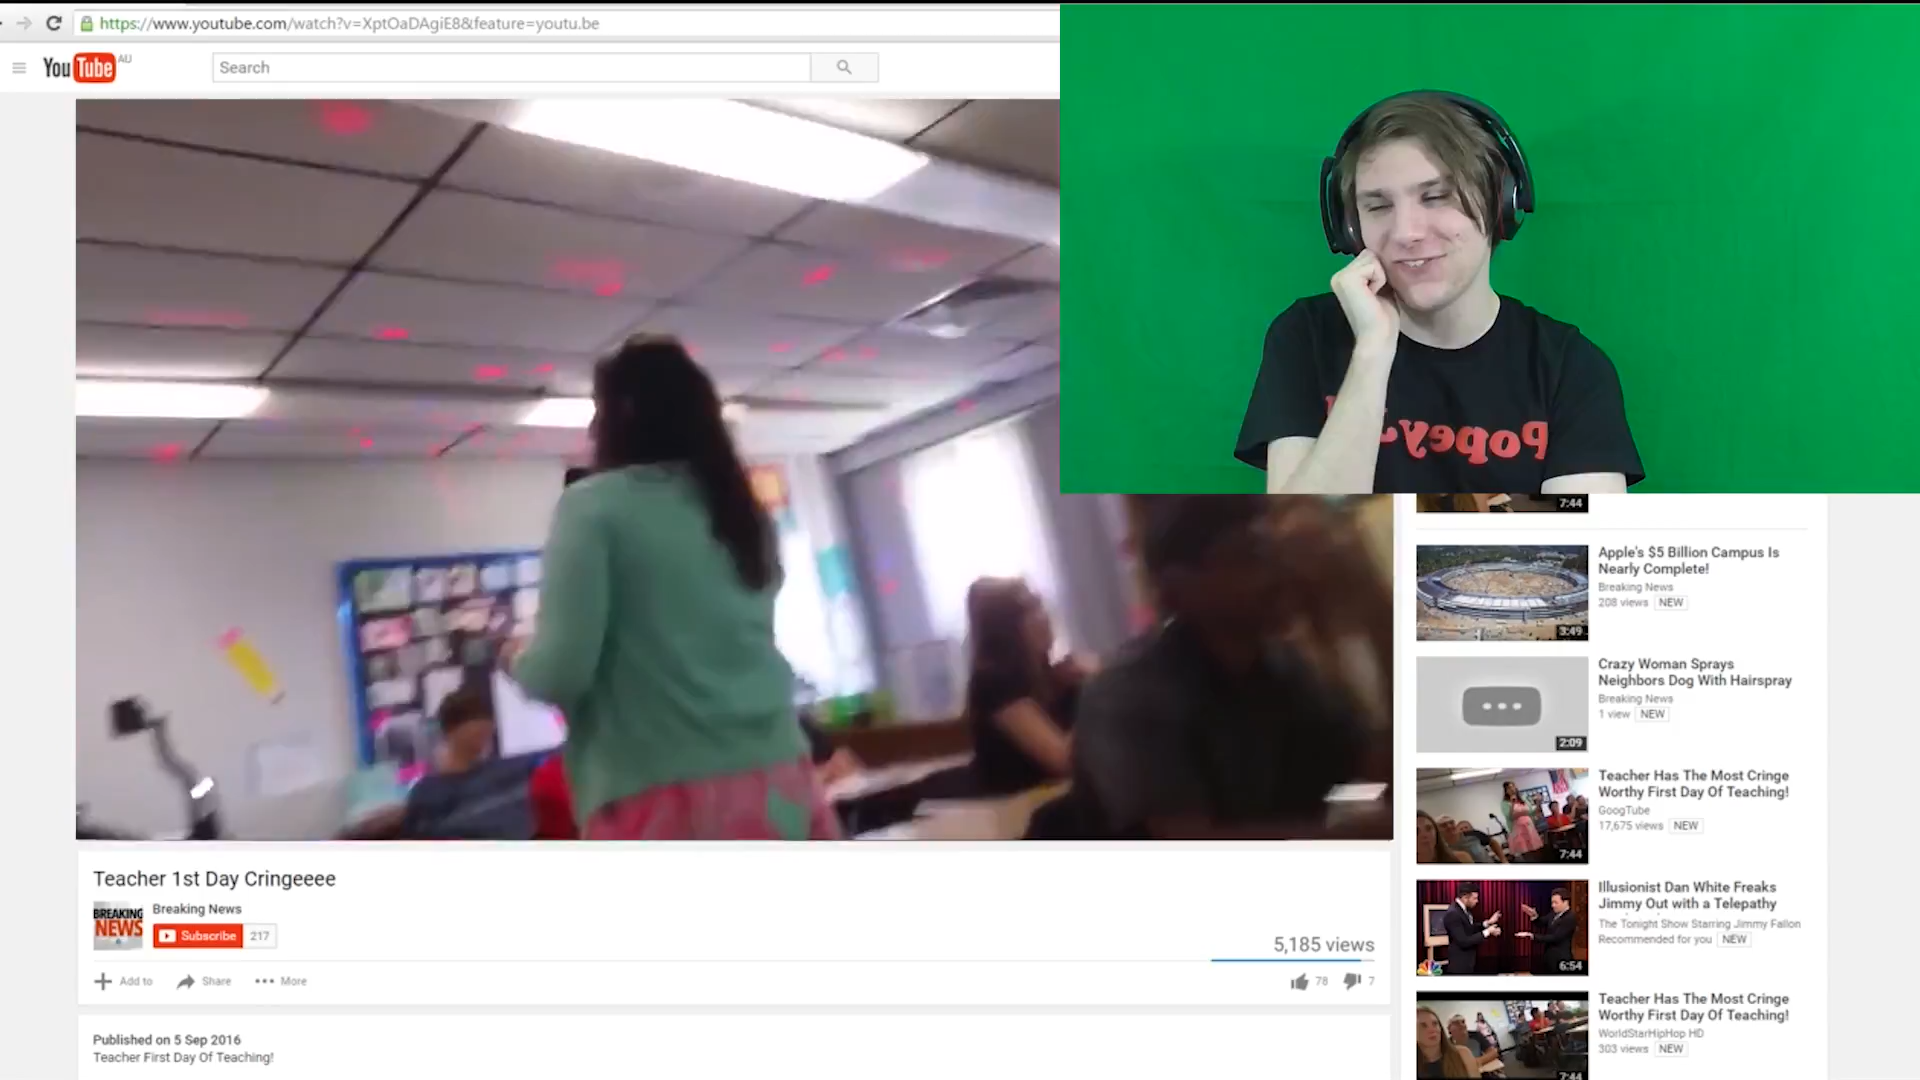 https://www.youtube.com/watch?v=XptOaDAgiE8&feature=youtu.be
YouTube AU
Search
PopeyJ
7:44
Apple's $5 Billion Campus Is
Nearly Complete!
Breaking News
208 views NEW
3:49
Crazy Woman Sprays
Neighbors Dog With Hairspray
Breaking News
1 view NEW
2:09
Teacher Has The Most Cringe
Worthy First Day Of Teaching!
GoogTube
17,675 views NEW
7:44
Illusionist Dan White Freaks
Jimmy Out with a Telepathy
The Tonight Show Starring Jimmy Fallon
Recommended for you NEW
6:54
Teacher Has The Most Cringe
Worthy First Day Of Teaching!
WorldStarHipHop HD
303 views NEW
7:44
Teacher 1st Day Cringeeee
BREAKING
NEWS
Breaking News
Subscribe 217
5,185 views
Add to Share More
78 7
Published on 5 Sep 2016
Teacher First Day Of Teaching!